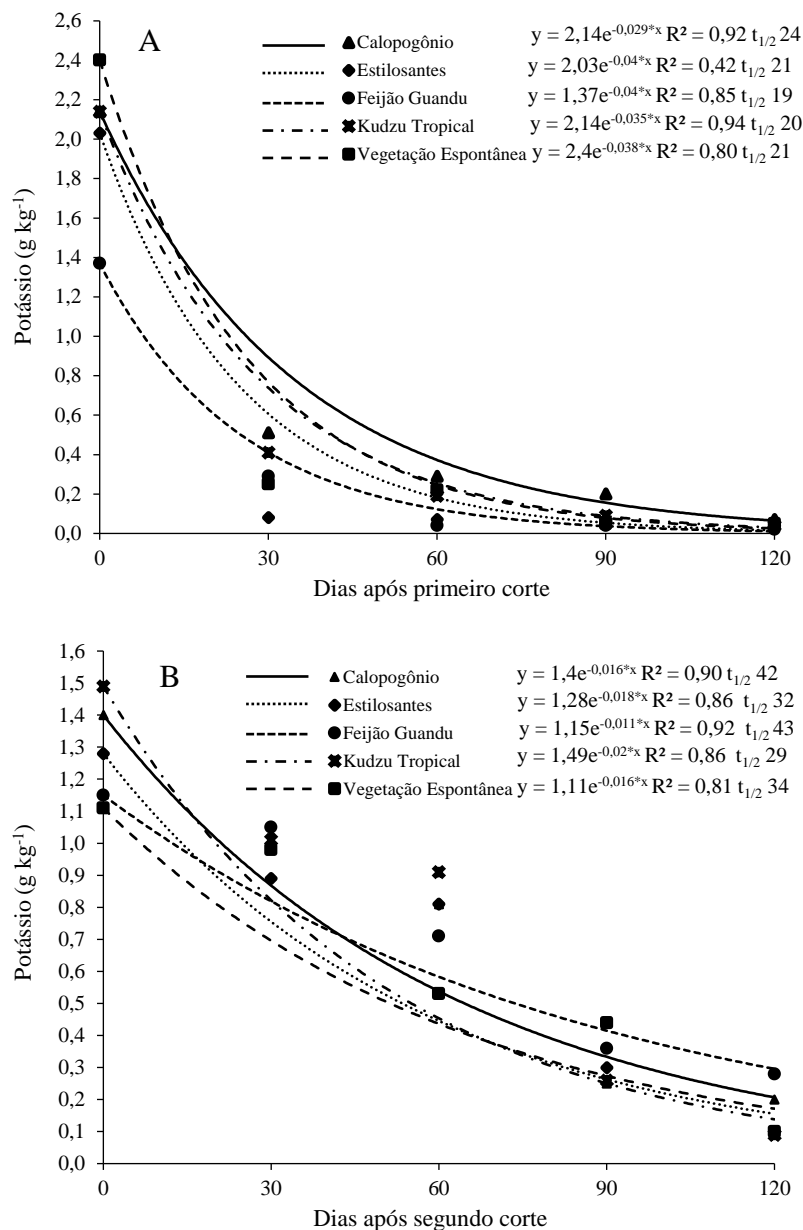 A
Potássio (g kg-1)
2,6
2,4
2,2
2,0
1,8
1,6
1,4
1,2
1,0
0,8
0,6
0,4
0,2
0,0
Calopogônio y = 2,14e-0,029*x R² = 0,92 t1/2 24
Estilosantes y = 2,03e-0,04*x R² = 0,42 t1/2 21
Feijão Guandu y = 1,37e-0,04*x R² = 0,85 t1/2 19
Kudzu Tropical y = 2,14e-0,035*x R² = 0,94 t1/2 20
Vegetação Espontânea y = 2,4e-0,038*x R² = 0,80 t1/2 21
0 30 60 90 120
Dias após primeiro corte
B
Potássio (g kg-1)
1,6
1,5
1,4
1,3
1,2
1,1
1,0
0,9
0,8
0,7
0,6
0,5
0,4
0,3
0,2
0,1
0,0
Calopogônio y = 1,4e-0,016*x R² = 0,90 t1/2 42
Estilosantes y = 1,28e-0,018*x R² = 0,86 t1/2 32
Feijão Guandu y = 1,15e-0,011*x R² = 0,92 t1/2 43
Kudzu Tropical y = 1,49e-0,02*x R² = 0,86 t1/2 29
Vegetação Espontânea y = 1,11e-0,016*x R² = 0,81 t1/2 34
0 30 60 90 120
Dias após segundo corte